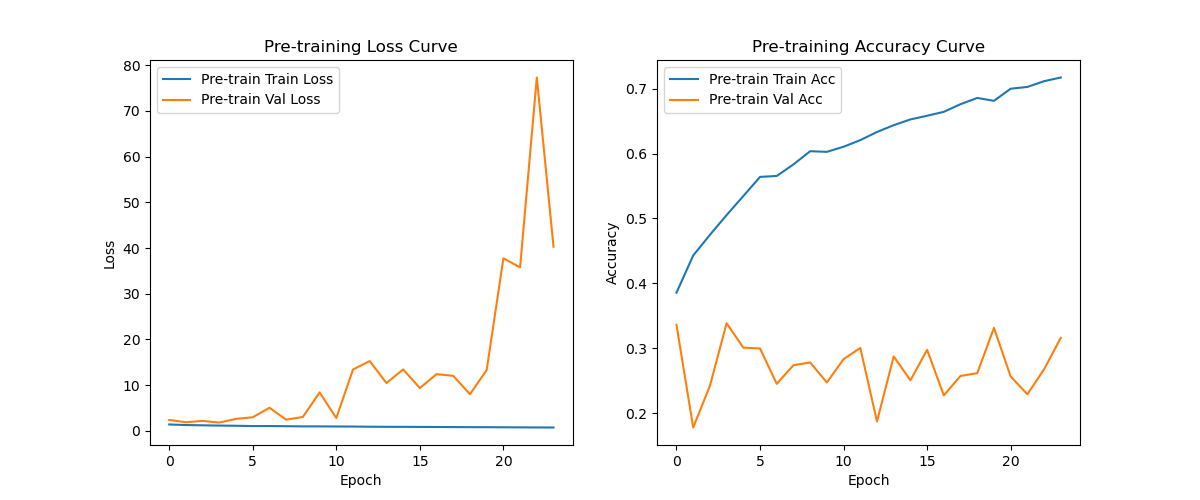 Pre-training Loss Curve
Pre-train Train Loss
Pre-train Val Loss
80
70
60
50
40
30
20
10
0
Loss
0 5 10 15 20
Epoch
Pre-training Accuracy Curve
Pre-train Train Acc
Pre-train Val Acc
0.7
0.6
0.5
0.4
0.3
0.2
Accuracy
0 5 10 15 20
Epoch